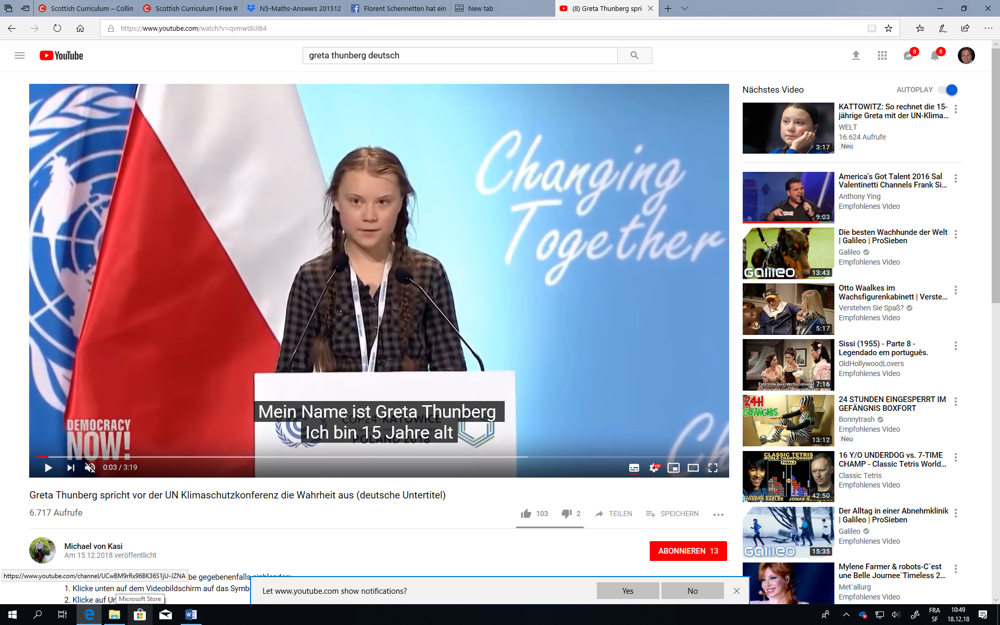 Scottish Curriculum – Collin
Scottish Curriculum | Free R
N5-Maths-Answers 201512
Florent Schennetten hat ein
New tab
(8) Greta Thunberg spri
https://www.youtube.com/watch?v=qvmwt8iJIB4
YouTube
greta thunberg deutsch
8
8
Changing
Together
DEMOCRACY
NOW!
COP24·KATOWICE
POLAND 2018
Mein Name ist Greta Thunberg
Ich bin 15 Jahre alt
Ch
0:03 / 3:19
HD
Greta Thunberg spricht vor der UN Klimaschutzkonferenz die Wahrheit aus (deutsche Untertitel)
6.717 Aufrufe
103
2
TEILEN
SPEICHERN
Michael von Kasi
Am 15.12.2018 veröffentlicht
ABONNIEREN 13
https://www.youtube.com/channel/UCwBM9rRx96BK36S1jU-JZNA
be gegebenenfalls einblenden:
1. Klicke unten auf dem Videobildschirm auf das Symb
2. Klicke auf Un
Microsoft Store
Let www.youtube.com show notifications?
Yes
No
Nächstes Video
AUTOPLAY
KATTOWITZ: So rechnet die 15-
jährige Greta mit der UN-Klima...
WELT
16.624 Aufrufe
Neu
3:17
America's Got Talent 2016 Sal
Valentinetti Channels Frank Si...
Anthony Ying
Empfohlenes Video
9:03
Die besten Wachhunde der Welt
| Galileo | ProSieben
Galileo
Empfohlenes Video
GALILEO
13:43
Otto Waalkes im
Wachsfigurenkabinett | Verste...
Verstehen Sie Spaß?
Empfohlenes Video
5:17
Sissi (1955) - Parte 8 -
Legendado em português.
OldHollywoodLovers
Empfohlenes Video
Está triste pois não foi convidad
Tenho uma notícia maravilhosa
7:16
24 STUNDEN EINGESPERRT IM
GEFÄNGNIS BOXFORT
Bonnytrash
Empfohlenes Video
Neu
24H
GEFÄNGNIS
13:12
16 Y/O UNDERDOG vs. 7-TIME
CHAMP - Classic Tetris World...
Classic Tetris
Empfohlenes Video
CLASSIC TETRIS
WORLD CHAMPIONSHIP
FINALS
JOSEPH SAELEE
JONAS NEUBAUER
42:50
Der Alltag in einer Abnehmklinik
| Galileo | ProSieben
Galileo
Empfohlenes Video
GALILEO
15:35
Mylene Farmer & robots-C`est
une Belle Journee`Timeless 2...
Met`allurg
Empfohlenes Video
FRA
SF
10:49
18.12.18